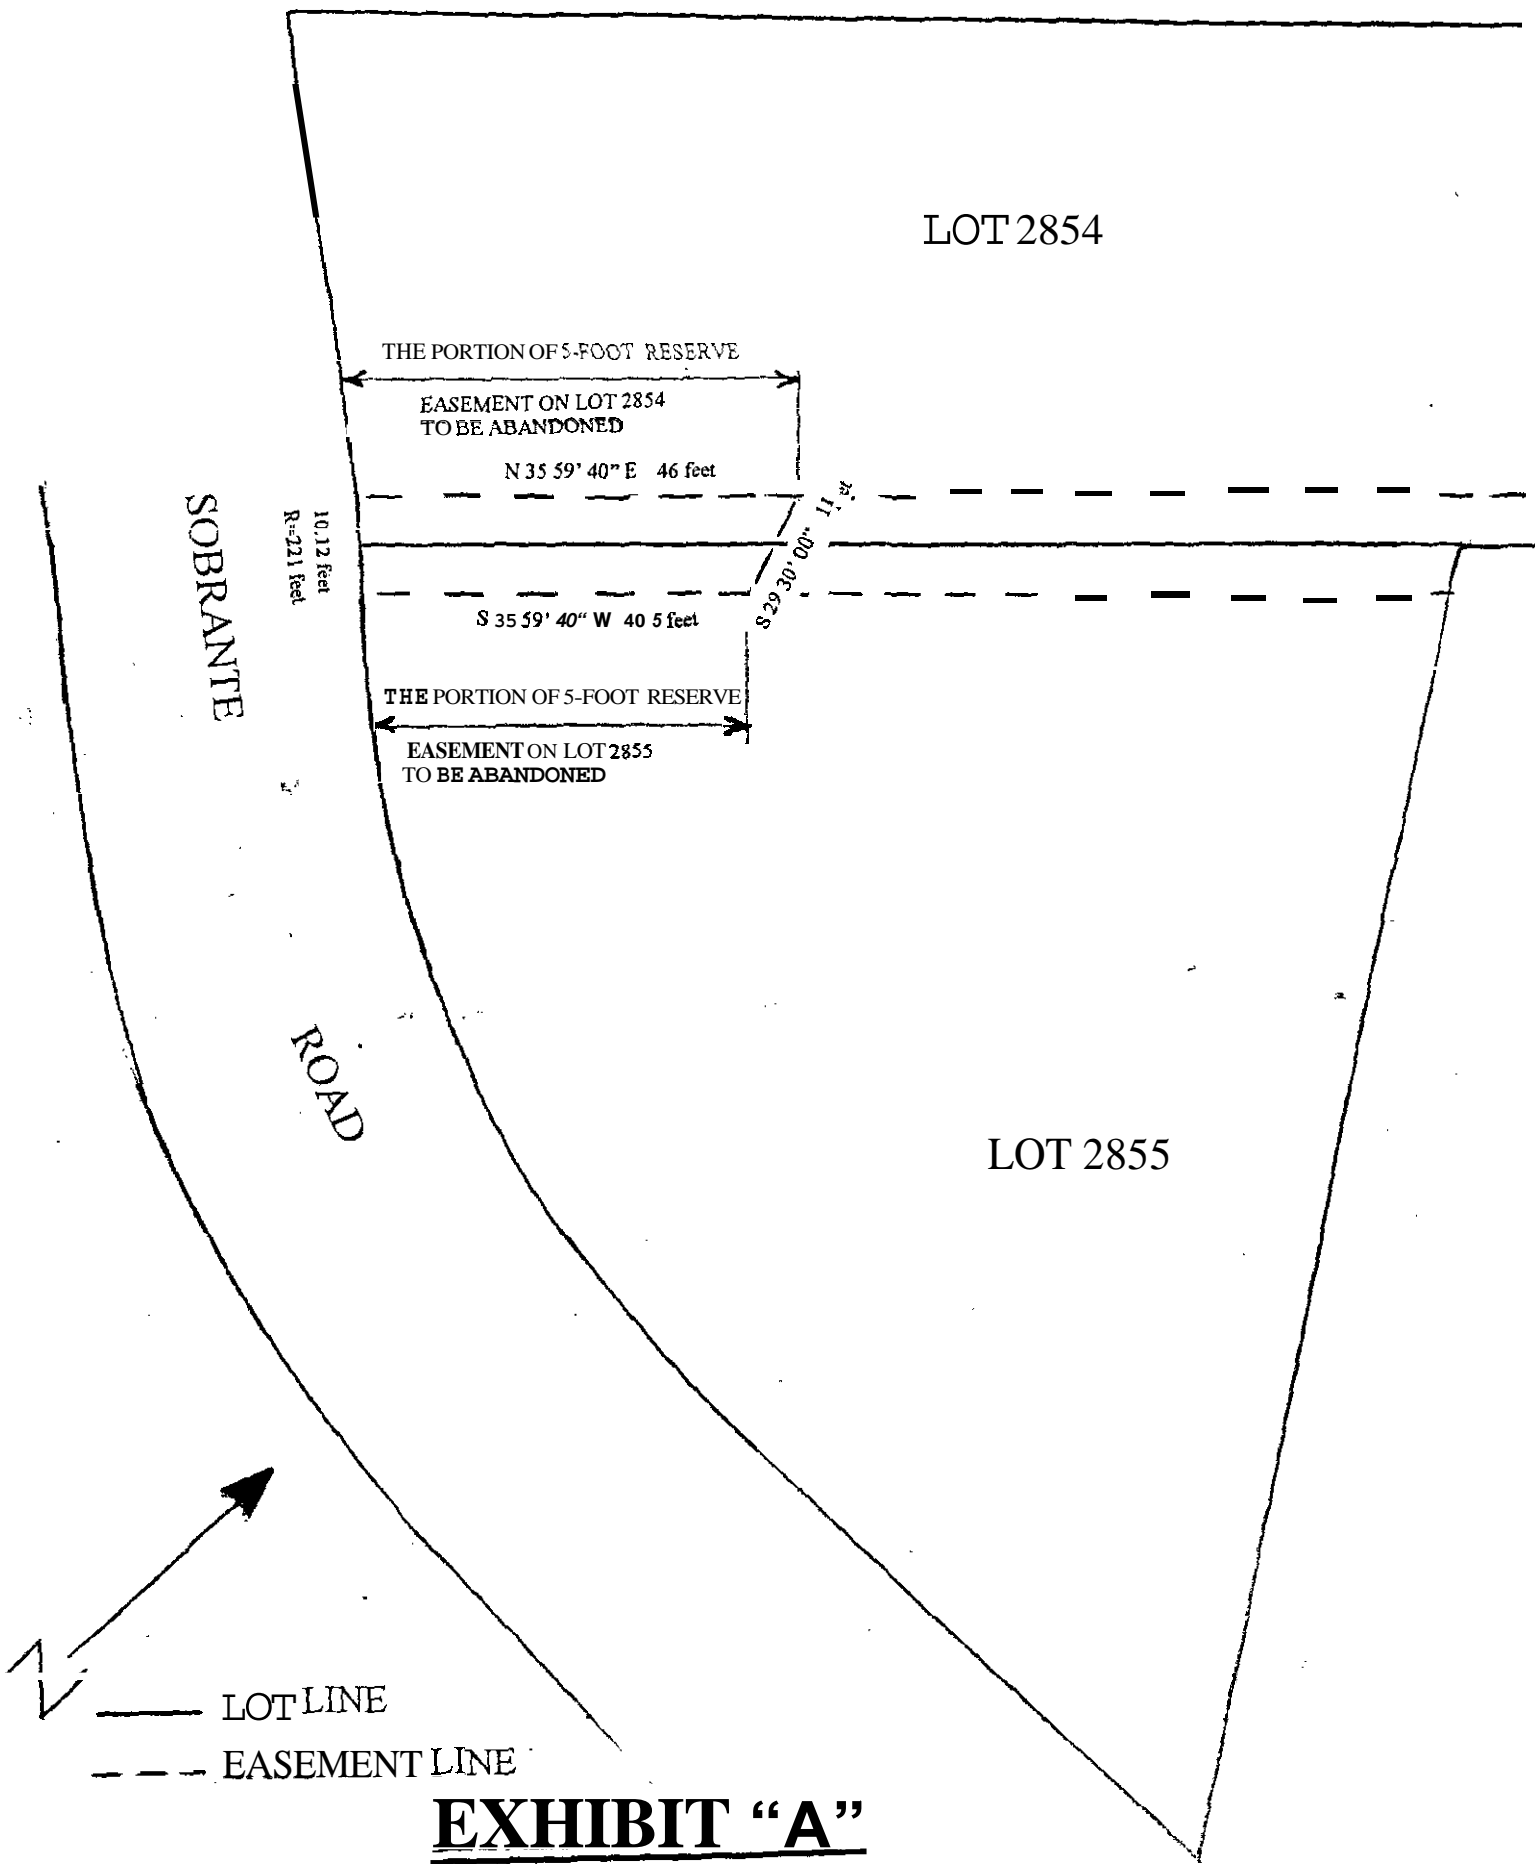 LOT 2854
THE PORTION OF 5-FOOT RESERVE
EASEMENT ON LOT 2854
TO BE ABANDONED
N 35 59' 40" E 46 feet
S 29 30' 00" 11
10.12 feet
R=221 feet
SOBRANTE
S 35 59' 40" W 40 5 feet
THE PORTION OF 5-FOOT RESERVE
EASEMENT ON LOT 2855
TO BE ABANDONED
ROAD
LOT 2855
N
LOT LINE
EASEMENT LINE
EXHIBIT “A”